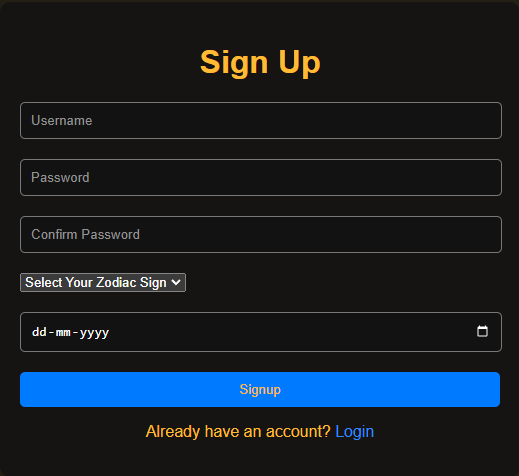 Sign Up
Username
Password
Confirm Password
Select Your Zodiac Sign
dd-mm-yyyy
Signup
Already have an account? Login